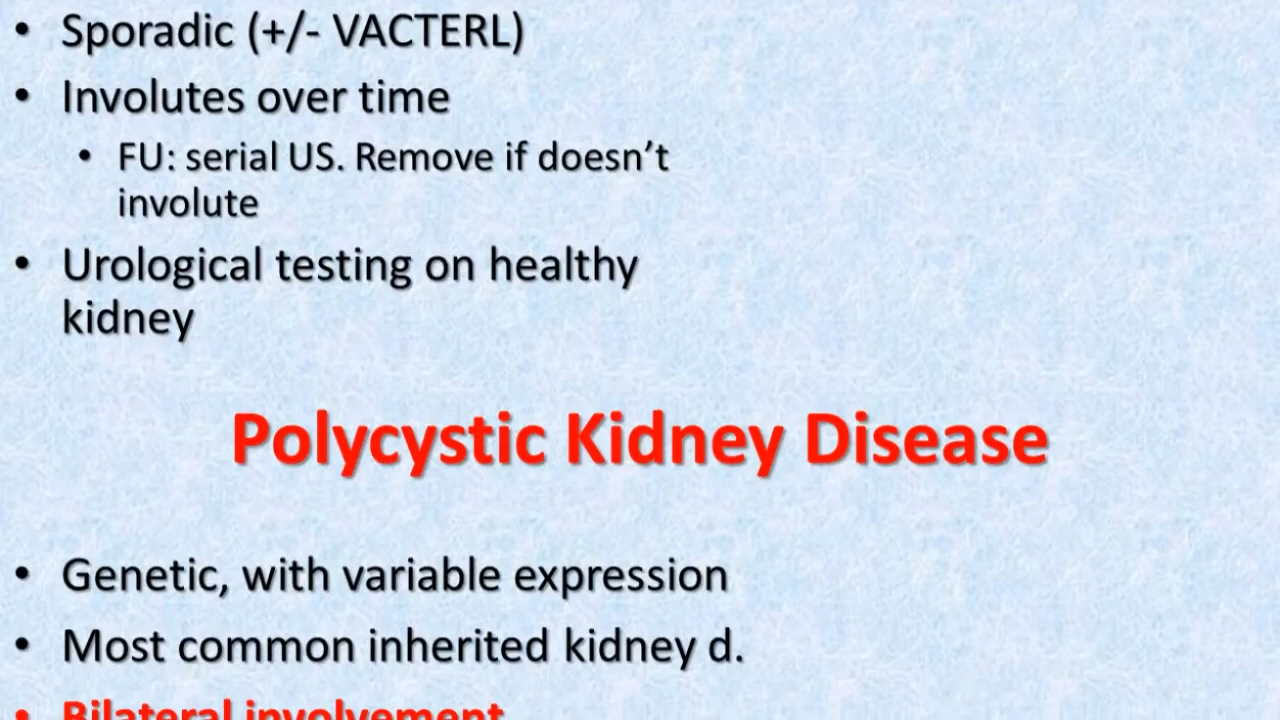 • Sporadic (+/- VACTERL)
• Involutes over time
• FU: serial US. Remove if doesn’t
involute
• Urological testing on healthy
kidney
Polycystic Kidney Disease
• Genetic, with variable expression
• Most common inherited kidney d.
• Bilateral involvement